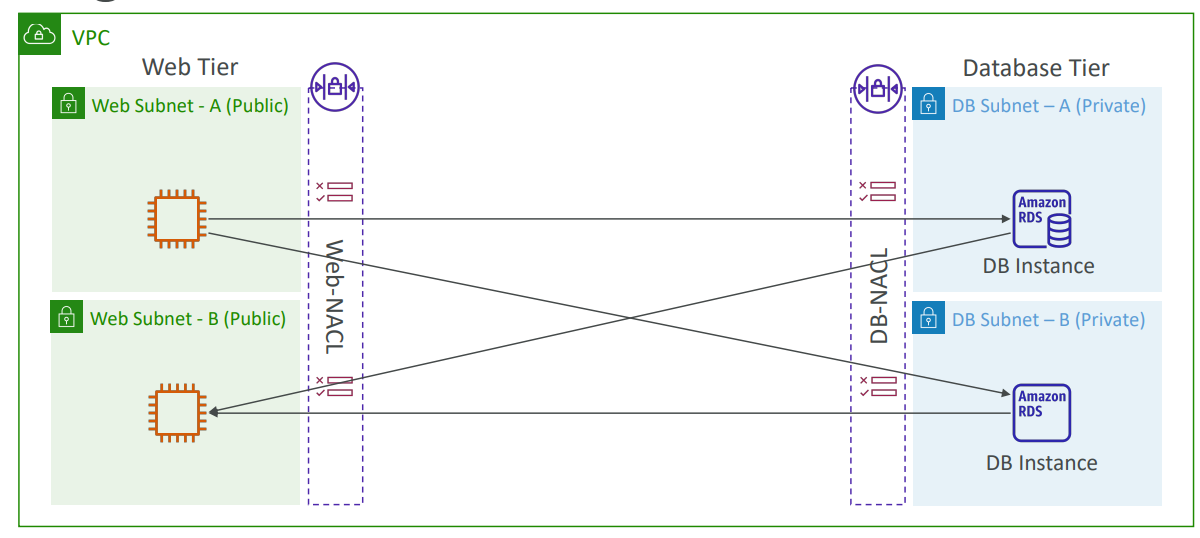 VPC
Web Tier
Database Tier
Web Subnet - A (Public)
DB Subnet – A (Private)
Amazon
RDS
DB Instance
Web-NACL
DB-NACL
Web Subnet - B (Public)
DB Subnet – B (Private)
Amazon
RDS
DB Instance